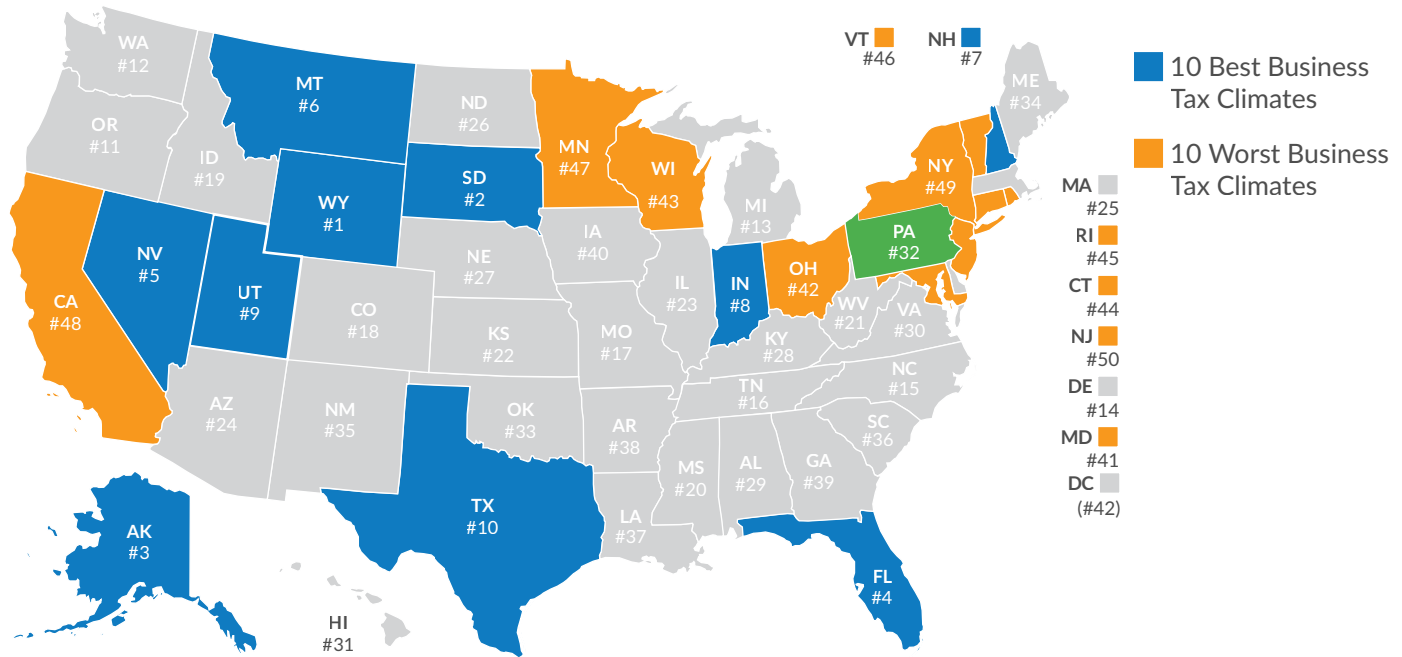 VT
#46
NH
#7
10 Best Business
Tax Climates
10 Worst Business
Tax Climates
WA
#12
MT
#6
ND
#26
MN
#47
ME
#34
OR
#11
ID
#19
WY
#1
SD
#2
WI
#43
MI
#13
NY
#49
MA
#25
RI
#45
CT
#44
NJ
#50
DE
#14
MD
#41
DC
(#42)
CA
#48
NV
#5
UT
#9
CO
#18
NE
#27
IA
#40
IL
#23
IN
#8
OH
#42
PA
#32
WV
#21
VA
#30
KS
#22
MO
#17
KY
#28
NC
#15
TN
#16
AZ
#24
NM
#35
OK
#33
AR
#38
SC
#36
MS
#20
AL
#29
GA
#39
TX
#10
LA
#37
FL
#4
AK
#3
HI
#31